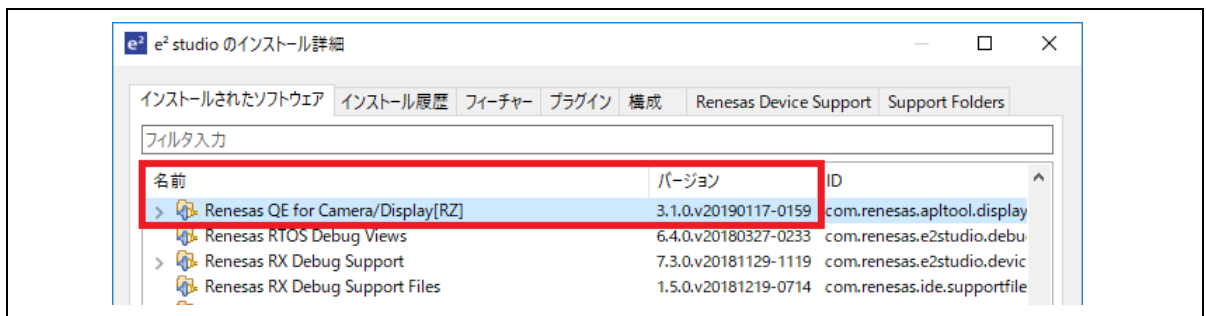 e² e² studio のインストール詳細
インストールされたソフトウェア インストール履歴 フィーチャー プラグイン 構成 Renesas Device Support Support Folders
フィルタ入力
名前 バージョン ID
Renesas QE for Camera/Display[RZ] 3.1.0.v20190117-0159 com.renesas.apltool.display
Renesas RTOS Debug Views 6.4.0.v20180327-0233 com.renesas.e2studio.debu
Renesas RX Debug Support 7.3.0.v20181129-1119 com.renesas.e2studio.devic
Renesas RX Debug Support Files 1.5.0.v20181219-0714 com.renesas.ide.supportfile